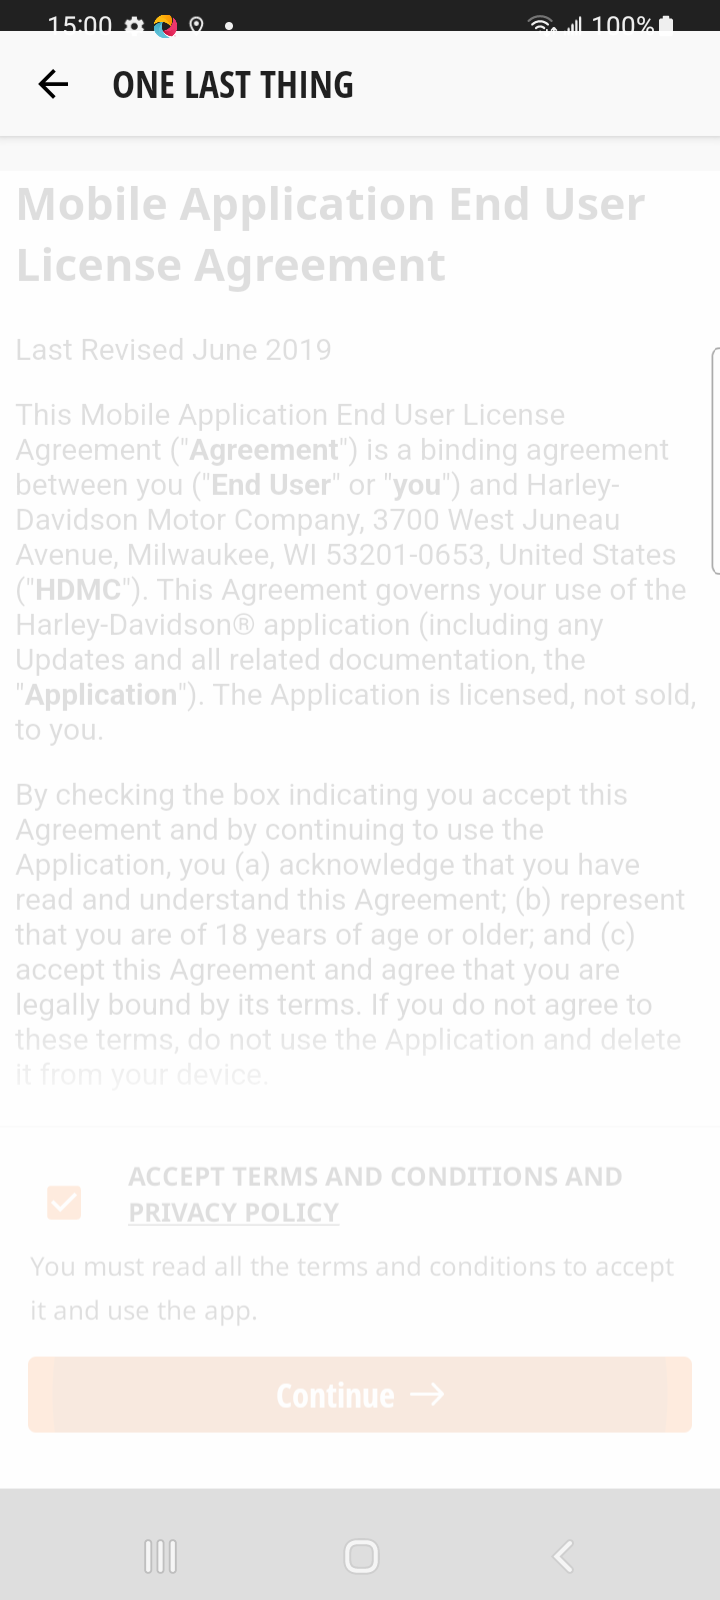 15:00
100%
ONE LAST THING
Mobile Application End User
License Agreement
Last Revised June 2019
This Mobile Application End User License
Agreement ("Agreement") is a binding agreement
between you ("End User" or "you") and Harley-
Davidson Motor Company, 3700 West Juneau
Avenue, Milwaukee, WI 53201-0653, United States
("HDMC"). This Agreement governs your use of the
Harley-Davidson® application (including any
Updates and all related documentation, the
"Application"). The Application is licensed, not sold,
to you.
By checking the box indicating you accept this
Agreement and by continuing to use the
Application, you (a) acknowledge that you have
read and understand this Agreement; (b) represent
that you are of 18 years of age or older; and (c)
accept this Agreement and agree that you are
legally bound by its terms. If you do not agree to
these terms, do not use the Application and delete
it from your device.
ACCEPT TERMS AND CONDITIONS AND
PRIVACY POLICY
You must read all the terms and conditions to accept
it and use the app.
Continue